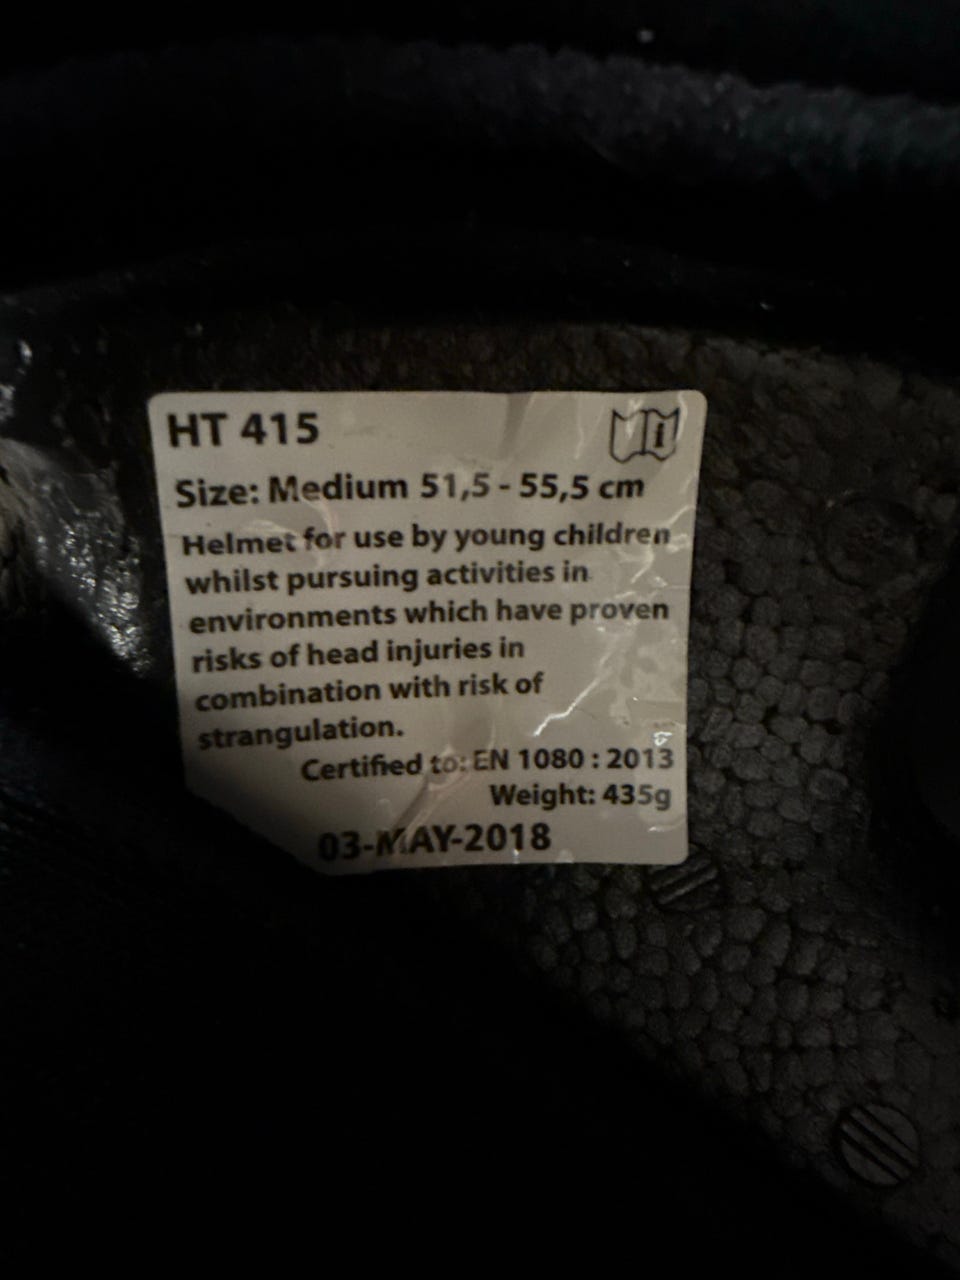 HT 415
Size: Medium 51,5 - 55,5 cm
Helmet for use by young children
whilst pursuing activities in
environments which have proven
risks of head injuries in
combination with risk of
strangulation.
Certified to: EN 1080 : 2013
Weight: 435g
03-MAY-2018